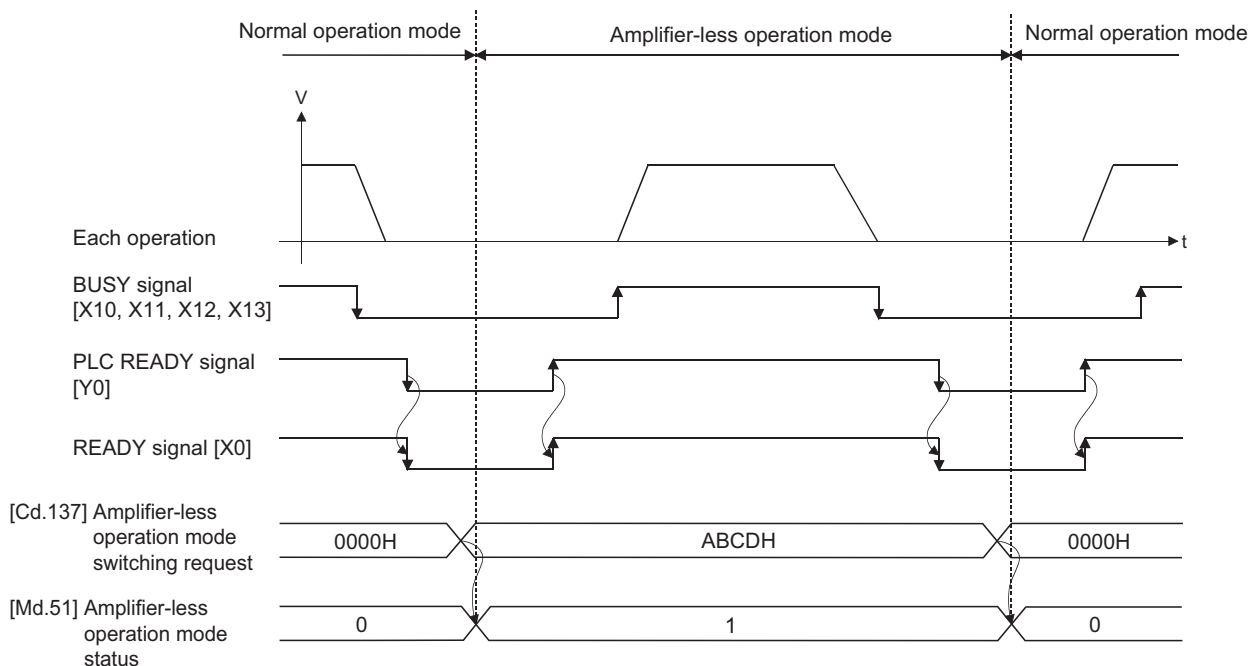 Normal operation mode
Amplifier-less operation mode
Normal operation mode
V
Each operation
t
BUSY signal
[X10, X11, X12, X13]
PLC READY signal
[Y0]
READY signal [X0]
[Cd.137] Amplifier-less
operation mode
switching request
0000H
ABCDH
0000H
[Md.51] Amplifier-less
operation mode
status
0
1
0